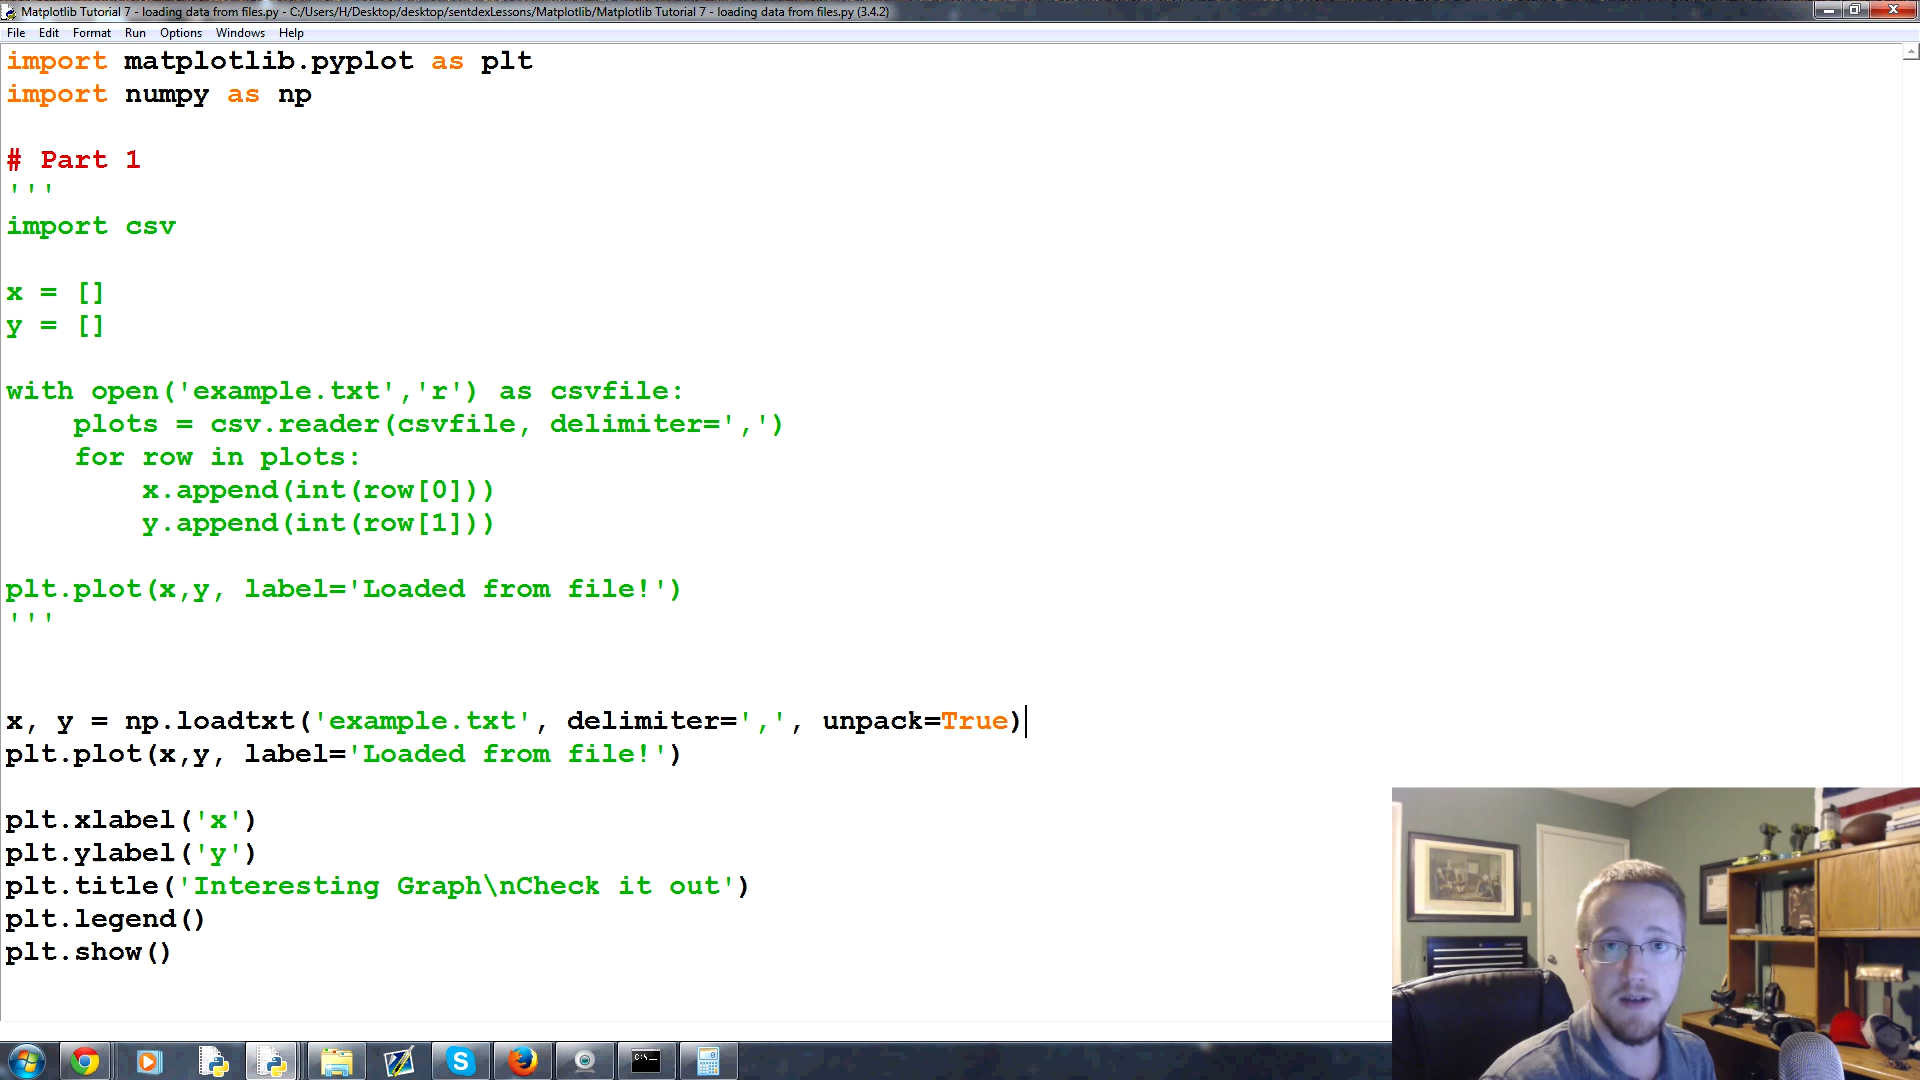 Matplotlib Tutorial 7 - loading data from files.py - C:/Users/H/Desktop/desktop/sentdexLessons/Matplotlib/Matplotlib Tutorial 7 - loading data from files.py (3.4.2)
File Edit Format Run Options Windows Help
import matplotlib.pyplot as plt
import numpy as np
# Part 1
'''
import csv
x = []
y = []
with open('example.txt','r') as csvfile:
    plots = csv.reader(csvfile, delimiter=',')
    for row in plots:
        x.append(int(row[0]))
        y.append(int(row[1]))
plt.plot(x,y, label='Loaded from file!')
'''
x, y = np.loadtxt('example.txt', delimiter=',', unpack=True)
plt.plot(x,y, label='Loaded from file!')
plt.xlabel('x')
plt.ylabel('y')
plt.title('Interesting Graph\nCheck it out')
plt.legend()
plt.show()